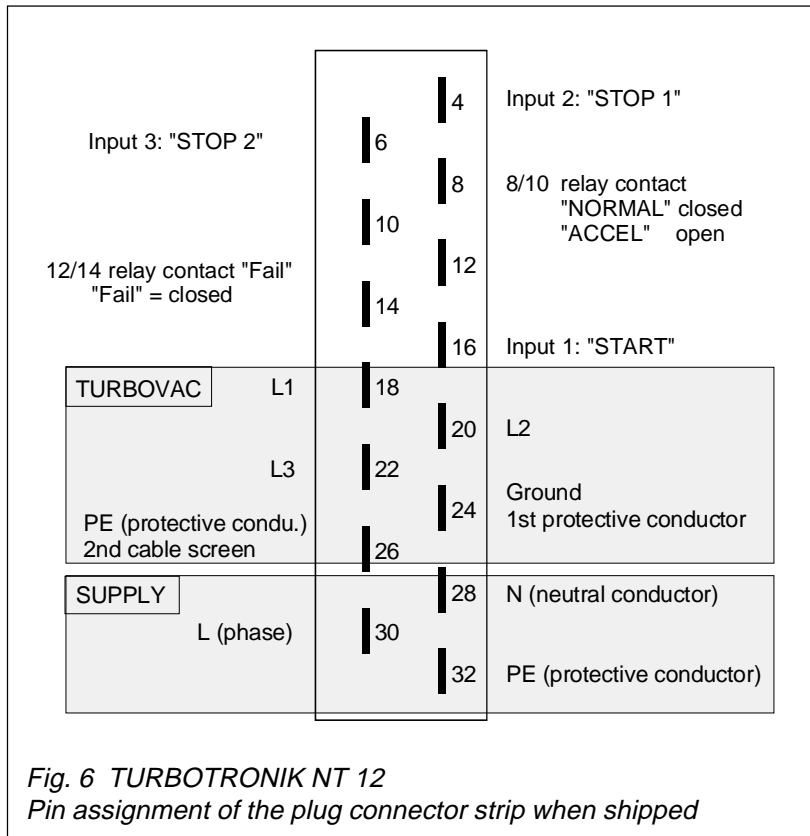 4 Input 2: "STOP 1"
Input 3: "STOP 2" 6
8 8/10 relay contact
"NORMAL" closed
10
"ACCEL" open
12
12/14 relay contact "Fail"
"Fail" = closed
14
16 Input 1: "START"
TURBOVAC L1 18
20 L2
L3 22
Ground
24
1st protective conductor
PE (protective condu.)
2nd cable screen 26
SUPPLY
28 N (neutral conductor)
L (phase) 30
32 PE (protective conductor)
Fig. 6 TURBOTRONIK NT 12
Pin assignment of the plug connector strip when shipped